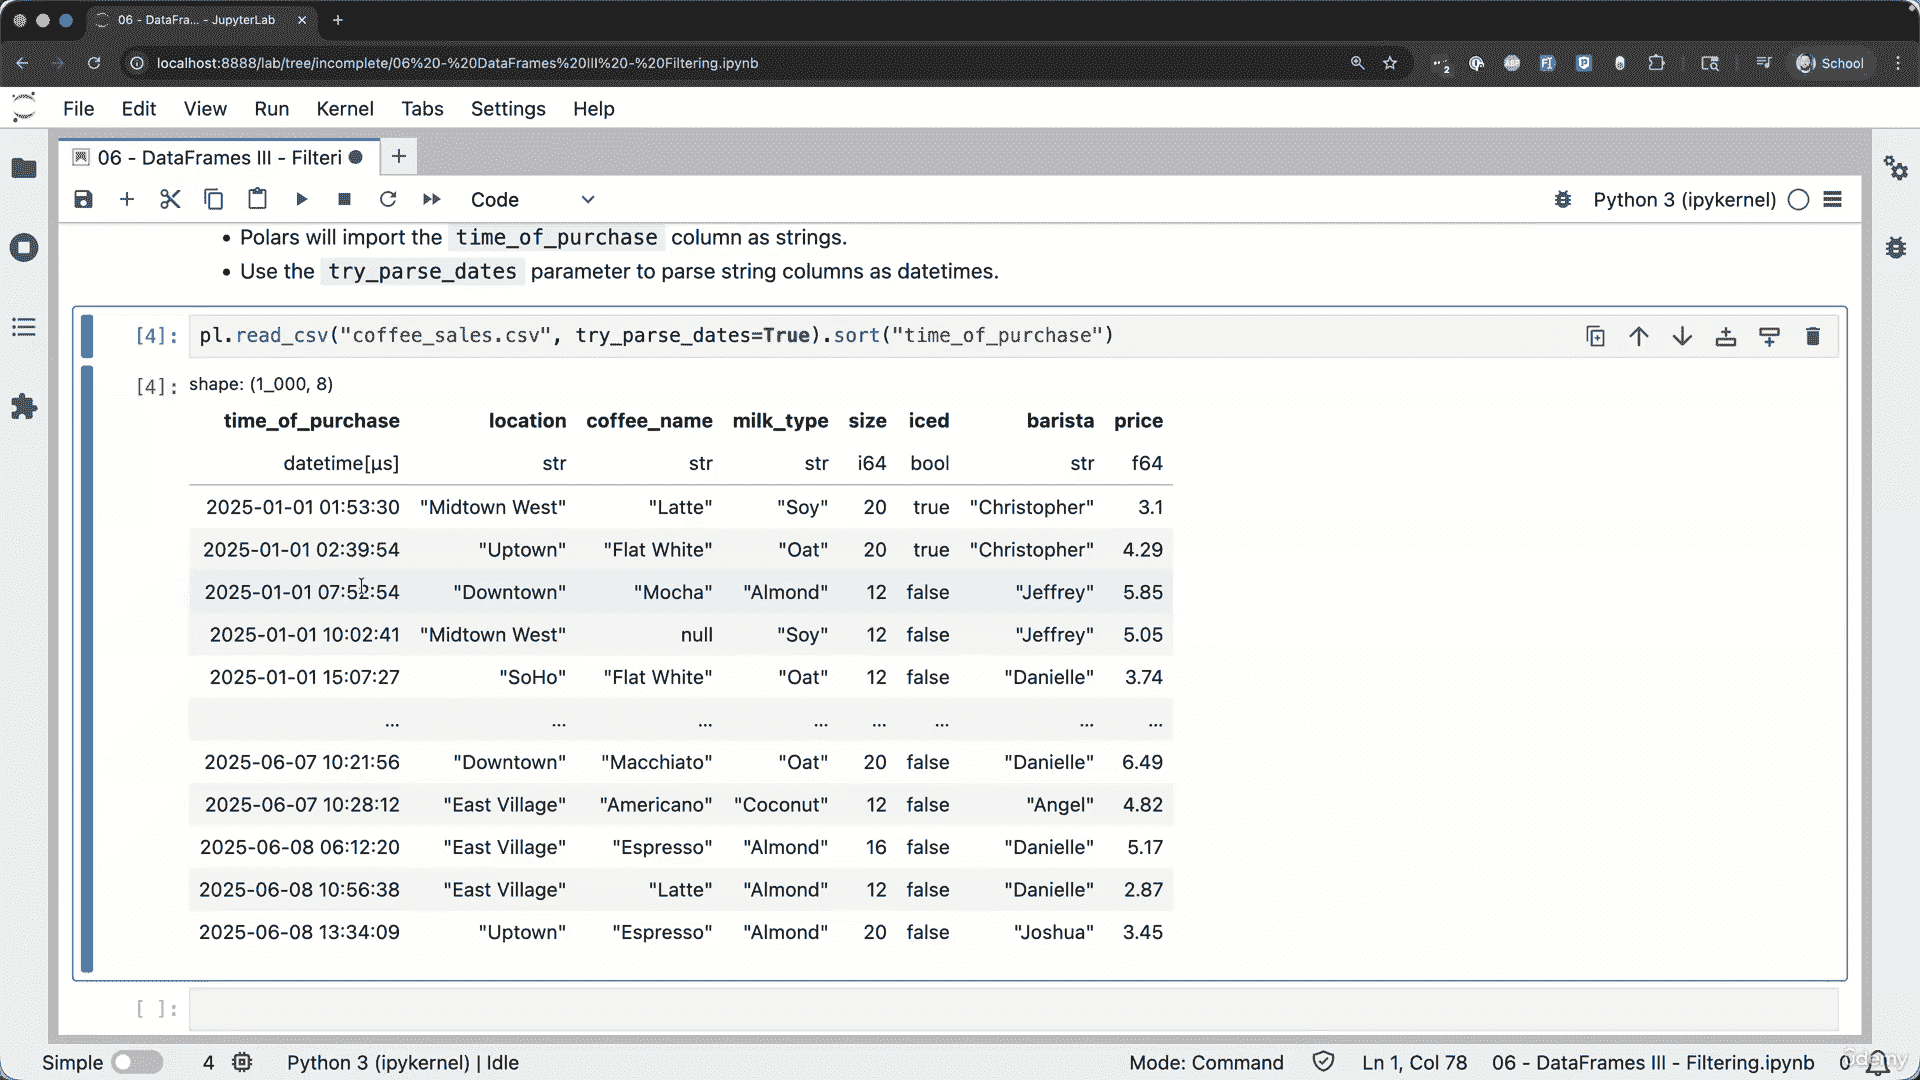 06 - DataFra... - JupyterLab
localhost:8888/lab/tree/incomplete/06%20-%20DataFrames%20III%20-%20Filtering.ipynb
2
School
File Edit View Run Kernel Tabs Settings Help
06 - DataFrames III - Filteri
Code
Python 3 (ipykernel)
• Polars will import the time_of_purchase column as strings.
• Use the try_parse_dates parameter to parse string columns as datetimes.
[4]: pl.read_csv("coffee_sales.csv", try_parse_dates=True).sort("time_of_purchase")
[4]: shape: (1_000, 8)
time_of_purchase location coffee_name milk_type size iced barista price
datetime[μs] str str str i64 bool str f64
2025-01-01 01:53:30 "Midtown West" "Latte" "Soy" 20 true "Christopher" 3.1
2025-01-01 02:39:54 "Uptown" "Flat White" "Oat" 20 true "Christopher" 4.29
2025-01-01 07:52:54 "Downtown" "Mocha" "Almond" 12 false "Jeffrey" 5.85
2025-01-01 10:02:41 "Midtown West" null "Soy" 12 false "Jeffrey" 5.05
2025-01-01 15:07:27 "SoHo" "Flat White" "Oat" 12 false "Danielle" 3.74
... ... ... ... ... ... ... ...
2025-06-07 10:21:56 "Downtown" "Macchiato" "Oat" 20 false "Danielle" 6.49
2025-06-07 10:28:12 "East Village" "Americano" "Coconut" 12 false "Angel" 4.82
2025-06-08 06:12:20 "East Village" "Espresso" "Almond" 16 false "Danielle" 5.17
2025-06-08 10:56:38 "East Village" "Latte" "Almond" 12 false "Danielle" 2.87
2025-06-08 13:34:09 "Uptown" "Espresso" "Almond" 20 false "Joshua" 3.45
[ ]:
Simple 4 Python 3 (ipykernel) | Idle Mode: Command Ln 1, Col 78 06 - DataFrames III - Filtering.ipynb 0
ûdemy